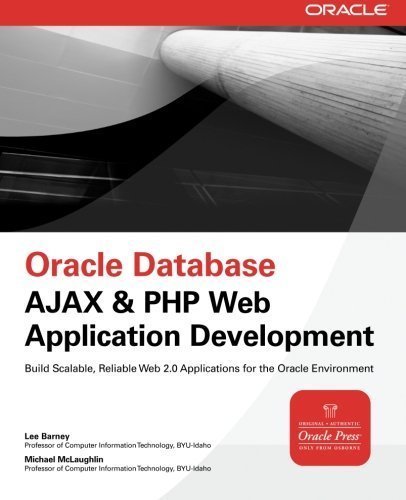 ORACLE
Oracle Database
AJAX & PHP Web
Application Development
Build Scalable, Reliable Web 2.0 Applications for the Oracle Environment
Lee Barney
Professor of Computer Information Technology, BYU-Idaho
Michael McLaughlin
Professor of Computer Information Technology, BYU-Idaho
ORIGINAL • AUTHENTIC
Oracle Press
ONLY FROM OSBORNE